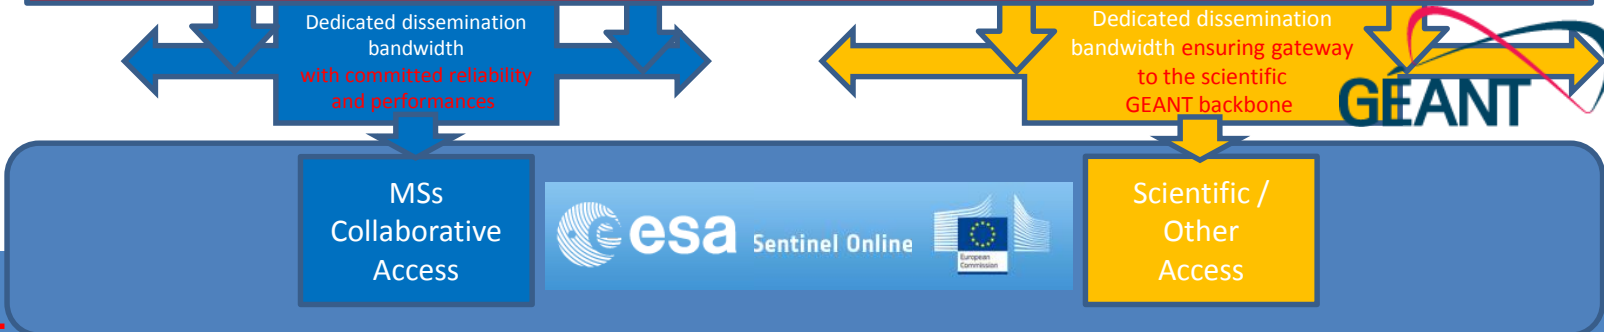 Dedicated dissemination
bandwidth
with committed reliability
and performances
Dedicated dissemination
bandwidth ensuring gateway
to the scientific
GEANT backbone
GÉANT
MSs
Collaborative
Access
esa Sentinel Online
European
Commission
Scientific /
Other
Access